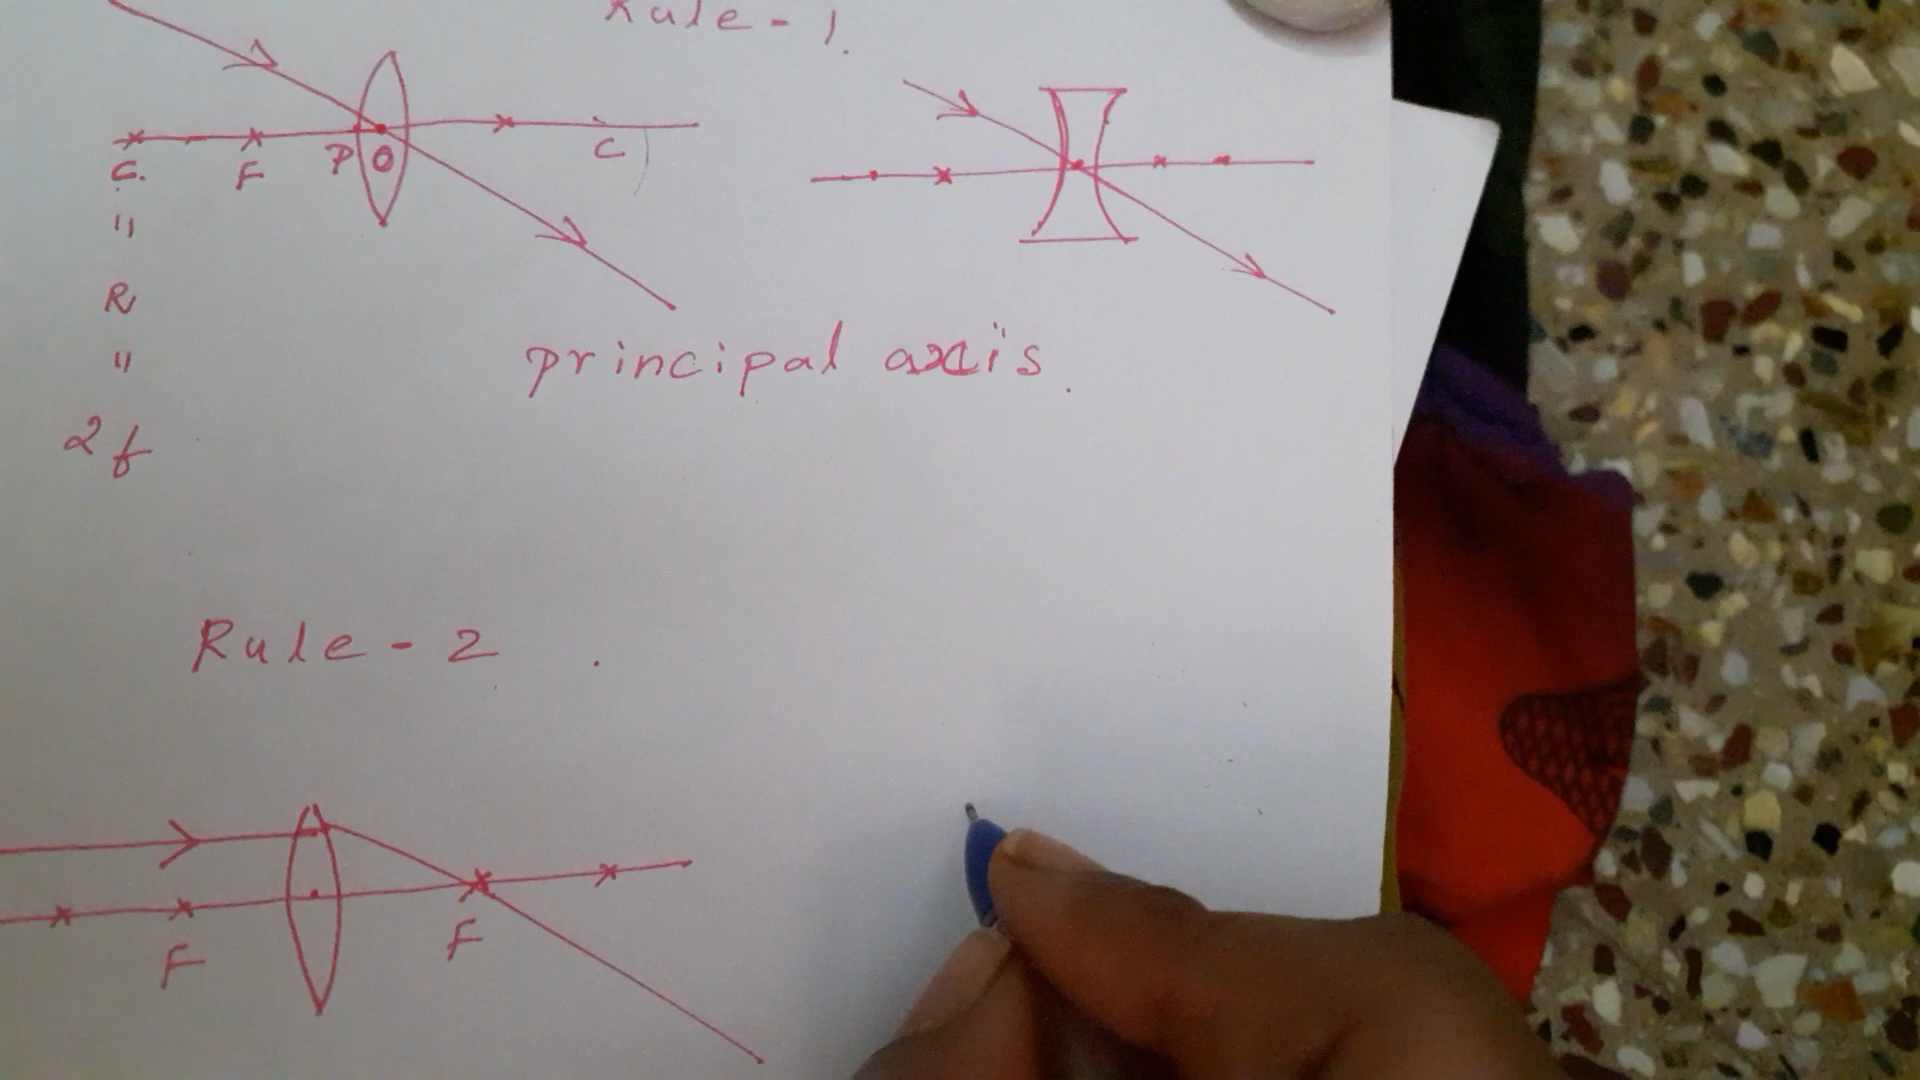 Rule - 1.
C F P O C
"
R
"
2f
principal axis.
Rule - 2 .
F F